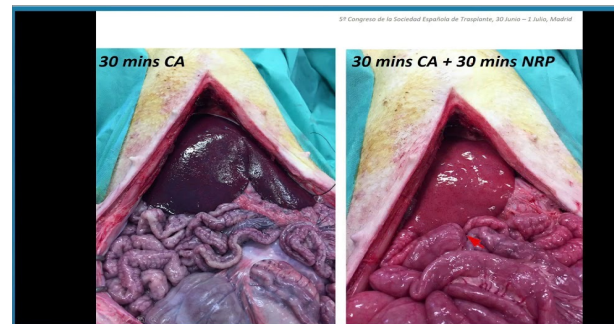 5º Congresa de la Sociedad Española de Trasplante, 30 Junio – 1 Julio, Madrid
30 mins CA
30 mins CA + 30 mins NRP